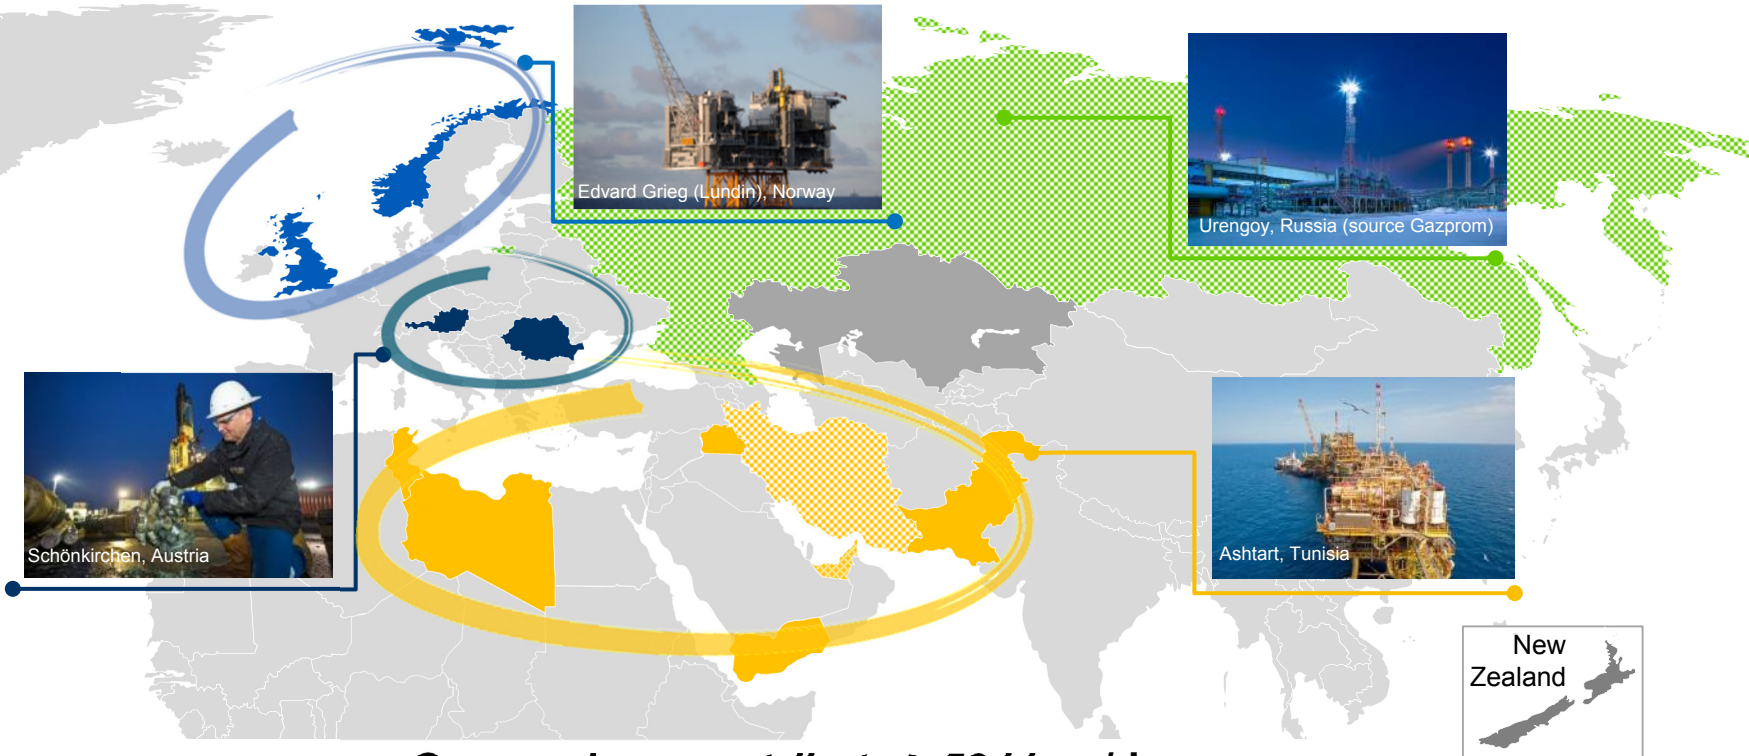 Edvard Grieg (Lundin), Norway
Urengoy, Russia (source Gazprom)
Schönkirchen, Austria
Ashtart, Tunisia
New
Zealand